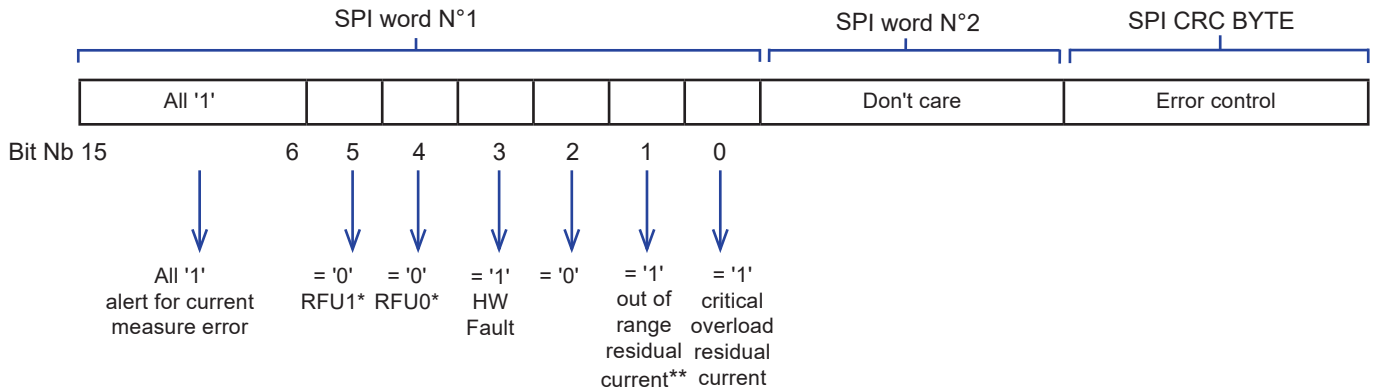 SPI word N°1
SPI word N°2
SPI CRC BYTE
All '1'
Don't care
Error control
Bit Nb 15
6
5
4
3
2
1
0
All '1'
alert for current
measure error
= '0'
RFU1*
= '0'
RFU0*
= '1'
HW
Fault
= '0'
= '1'
out of
range
residual
current**
= '1'
critical
overload
residual
current